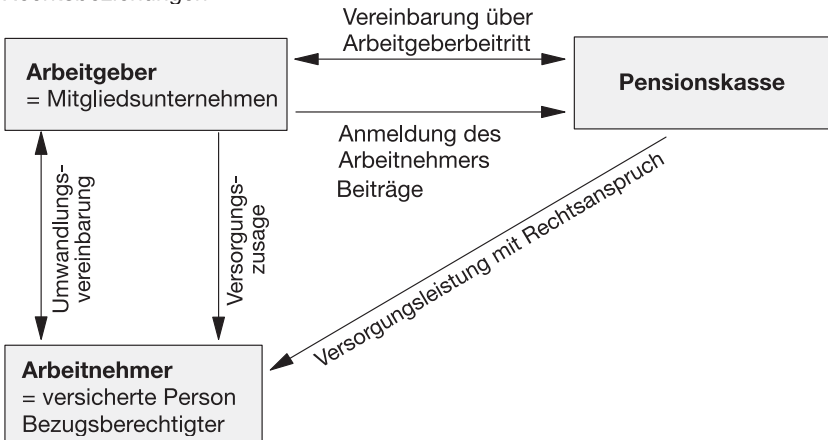 Vereinbarung über
Arbeitgeberbeitritt
Arbeitgeber
= Mitgliedsunternehmen
Pensionskasse
Anmeldung des
Arbeitnehmers
Beiträge
Umwandlungs-
vereinbarung
Versorgungs-
zusage
Versorgungsleistung mit Rechtsanspruch
Arbeitnehmer
= versicherte Person
Bezugsberechtigter